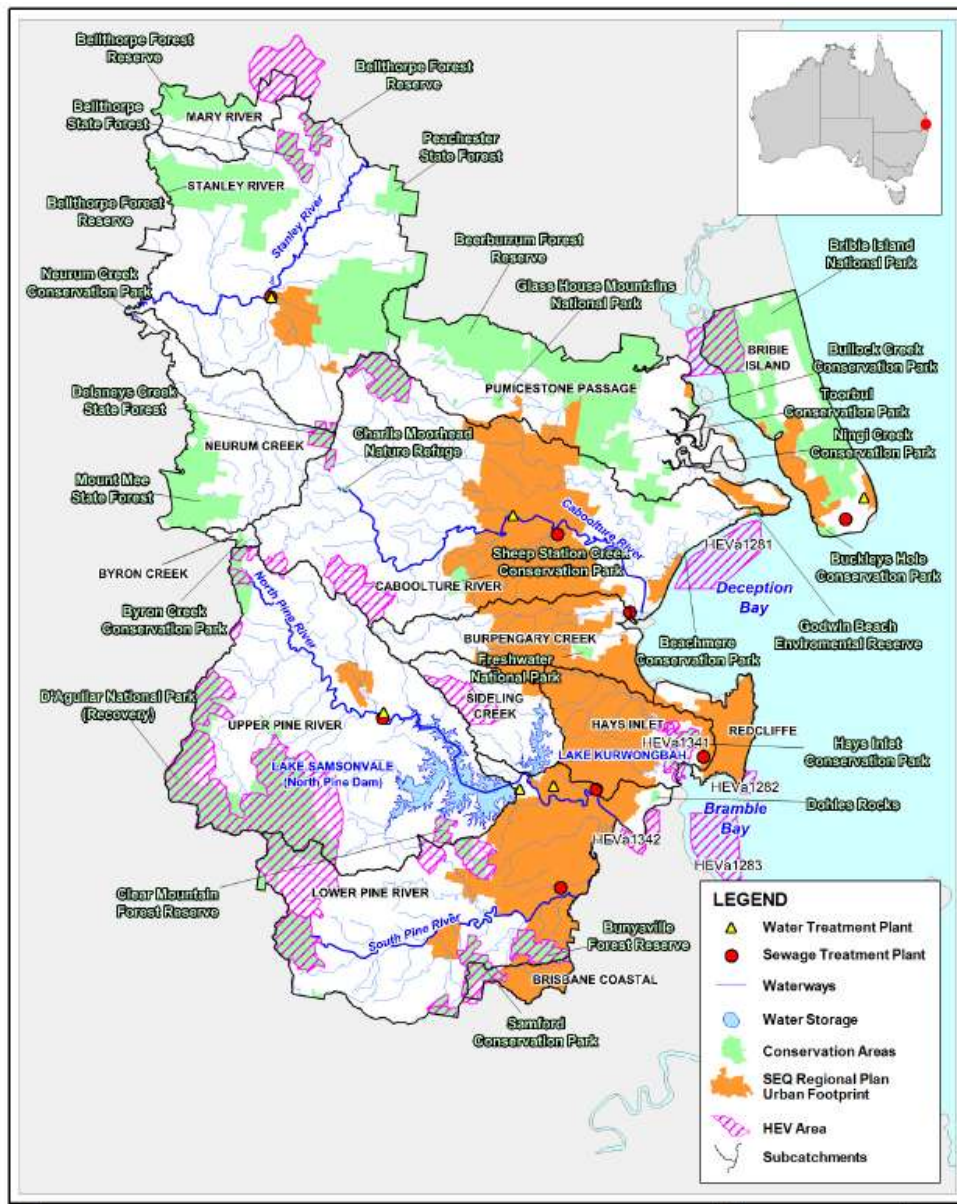 Bellthorpe Forest
Reserve
Bellthorpe Forest
Reserve
MARY RIVER
Bellthorpe
State Forest
Peachester
State Forest
STANLEY RIVER
Bellthorpe Forest
Reserve
Stanley River
Beerburrum Forest
Reserve
Bribie Island
National Park
Neurum Creek
Conservation Park
Glass House Mountains
National Park
BRIBIE
ISLAND
Bullock Creek
Conservation Park
PUMICESTONE PASSAGE
Delaneys Creek
State Forest
Toorbul
Conservation Park
Charlie Moorhead
Nature Refuge
Ningi Creek
Conservation Park
NEURUM CREEK
Mount Mee
State Forest
Caboolture River
HEVa1281
Sheep Station Creek
Conservation Park
Buckleys Hole
Conservation Park
BYRON CREEK
CABOOLTURE RIVER
Deception
Bay
North Pine River
Byron Creek
Conservation Park
BURPENGARY CREEK
Beachmere
Conservation Park
Godwin Beach
Enviromental Reserve
Freshwater
National Park
D'Aguilar National Park
(Recovery)
SIDELING
CREEK
UPPER PINE RIVER
HAYS INLET
REDCLIFFE
HEVa1341
Hays Inlet
Conservation Park
LAKE KURWONGBAH
LAKE SAMSONVALE
(North Pine Dam)
HEVa1282
Dohles Rocks
Bramble
Bay
HEVa1342
HEVa1283
Clear Mountain
Forest Reserve
LOWER PINE RIVER
South Pine River
Bunyaville
Forest Reserve
BRISBANE COASTAL
Samford
Conservation Park
LEGEND
Water Treatment Plant
Sewage Treatment Plant
Waterways
Water Storage
Conservation Areas
SEQ Regional Plan
Urban Footprint
HEV Area
Subcatchments